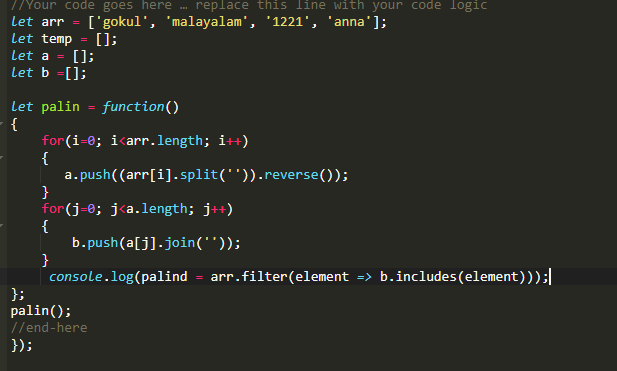 //Your code goes here … replace this line with your code logic
let arr = ['gokul', 'malayalam', '1221', 'anna'];
let temp = [];
let a = [];
let b =[];
let palin = function()
{
for(i=0; i<arr.length; i++)
{
a.push((arr[i].split('')).reverse());
}
for(j=0; j<a.length; j++)
{
b.push(a[j].join(''));
}
console.log(palind = arr.filter(element => b.includes(element)));
};
palin();
//end-here
});